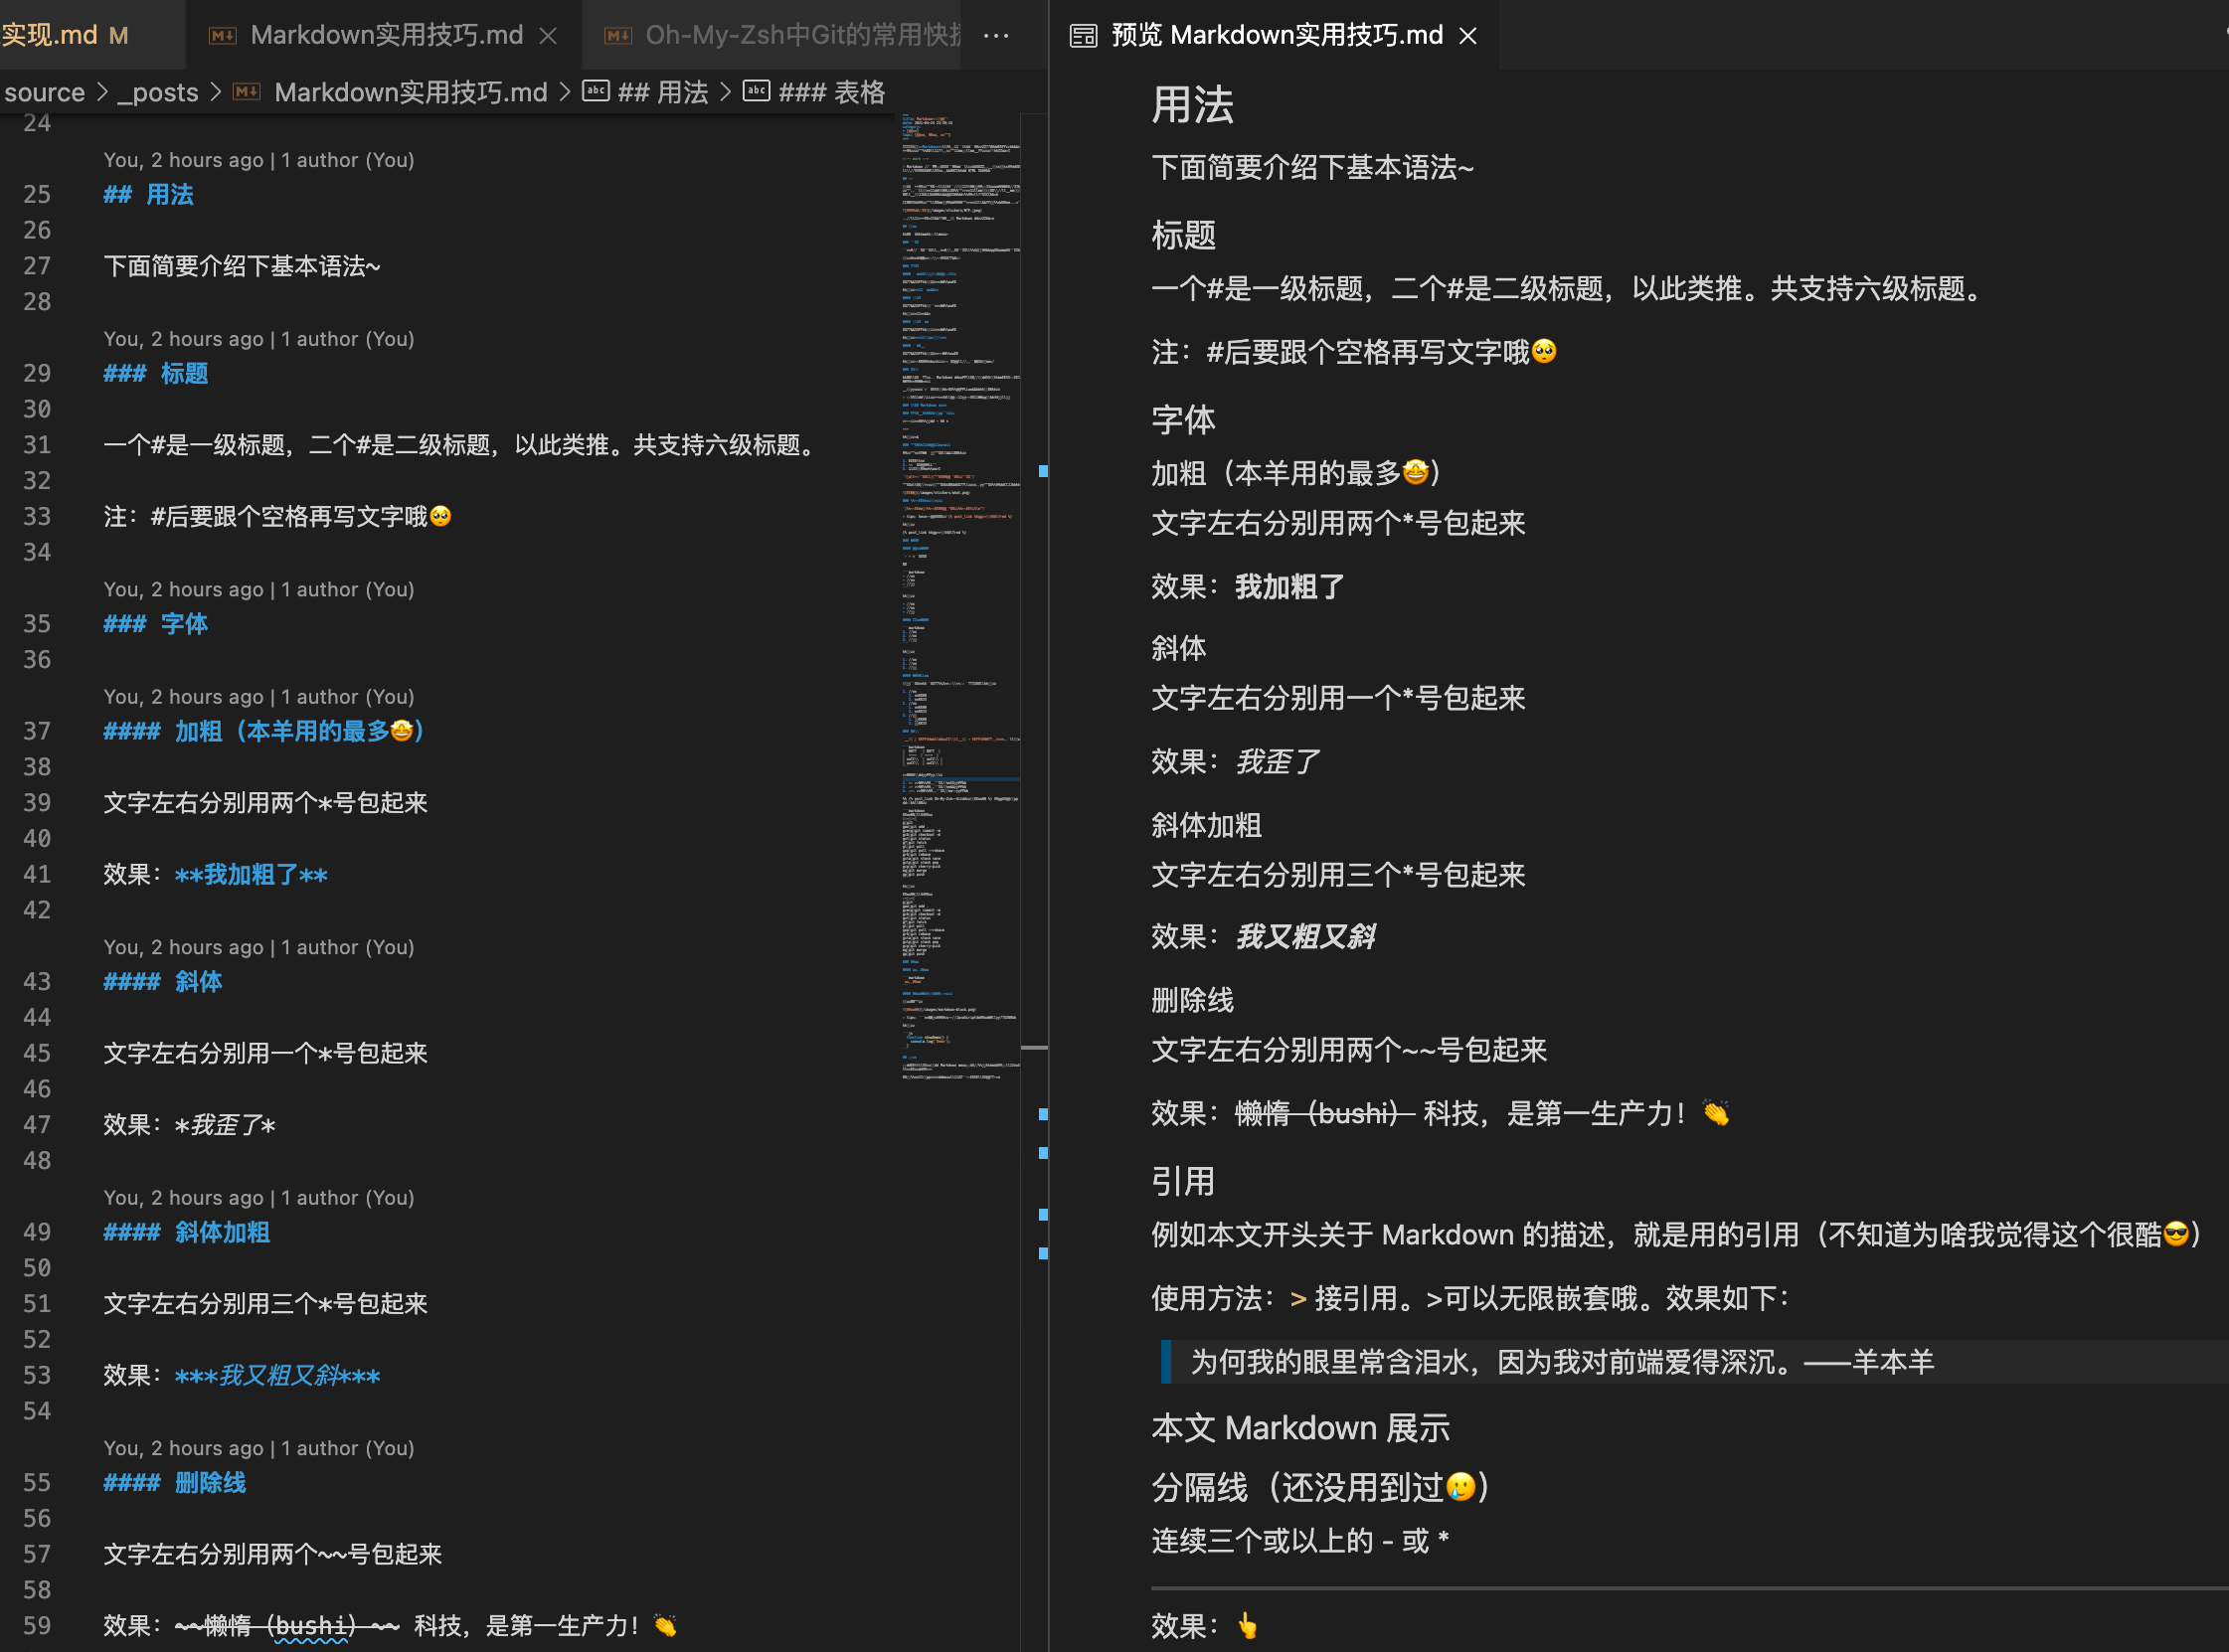 实现.md M
Markdown实用技巧.md
Oh-My-Zsh中Git的常用快
source > _posts > Markdown实用技巧.md > ## 用法 > ### 表格
24
You, 2 hours ago | 1 author (You)
25 ## 用法
26
27 下面简要介绍下基本语法~
28
You, 2 hours ago | 1 author (You)
29 ### 标题
30
31 一个#是一级标题，二个#是二级标题，以此类推。共支持六级标题。
32
33 注：#后要跟个空格再写文字哦🥺
34
You, 2 hours ago | 1 author (You)
35 ### 字体
36
You, 2 hours ago | 1 author (You)
37 #### 加粗（本羊用的最多🤩）
38
39 文字左右分别用两个*号包起来
40
41 效果：**我加粗了**
42
You, 2 hours ago | 1 author (You)
43 #### 斜体
44
45 文字左右分别用一个*号包起来
46
47 效果：*我歪了*
48
You, 2 hours ago | 1 author (You)
49 #### 斜体加粗
50
51 文字左右分别用三个*号包起来
52
53 效果：***我又粗又斜***
54
You, 2 hours ago | 1 author (You)
55 #### 删除线
56
57 文字左右分别用两个~~号包起来
58
59 效果：~~懒惰（bushi）~~ 科技，是第一生产力！👏
预览 Markdown实用技巧.md
用法
下面简要介绍下基本语法~
标题
一个#是一级标题，二个#是二级标题，以此类推。共支持六级标题。
注：#后要跟个空格再写文字哦🥺
字体
加粗（本羊用的最多🤩）
文字左右分别用两个*号包起来
效果：我加粗了
斜体
文字左右分别用一个*号包起来
效果：我歪了
斜体加粗
文字左右分别用三个*号包起来
效果：我又粗又斜
删除线
文字左右分别用两个~~号包起来
效果：懒惰（bushi） 科技，是第一生产力！👏
引用
例如本文开头关于 Markdown 的描述，就是用的引用（不知道为啥我觉得这个很酷😎）
使用方法：> 接引用。>可以无限嵌套哦。效果如下：
为何我的眼里常含泪水，因为我对前端爱得深沉。——羊本羊
本文 Markdown 展示
分隔线（还没用到过🥲）
连续三个或以上的 - 或 *
效果：👆